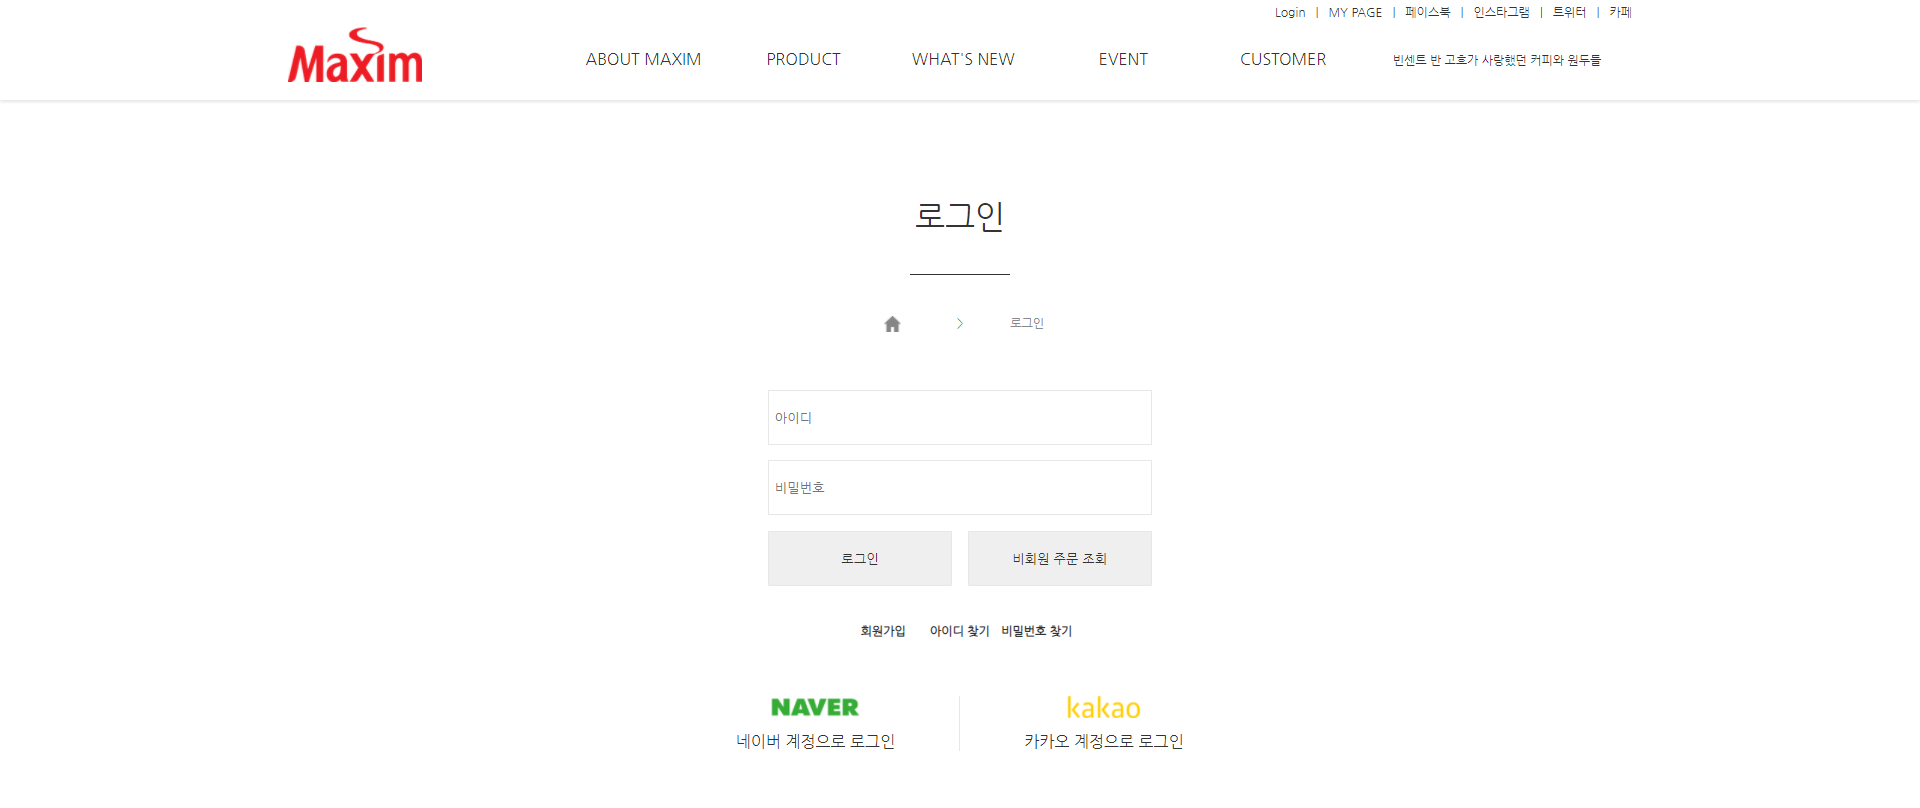 Login | MY PAGE | 페이스북 | 인스타그램 | 트위터 | 카페
Maxim
ABOUT MAXIM PRODUCT WHAT'S NEW EVENT CUSTOMER 빈센트 반 고흐가 사랑했던 커피와 원두들
로그인
> 로그인
아이디
비밀번호
로그인 비회원 주문 조회
회원가입 아이디 찾기 비밀번호 찾기
NAVER kakao
네이버 계정으로 로그인 카카오 계정으로 로그인